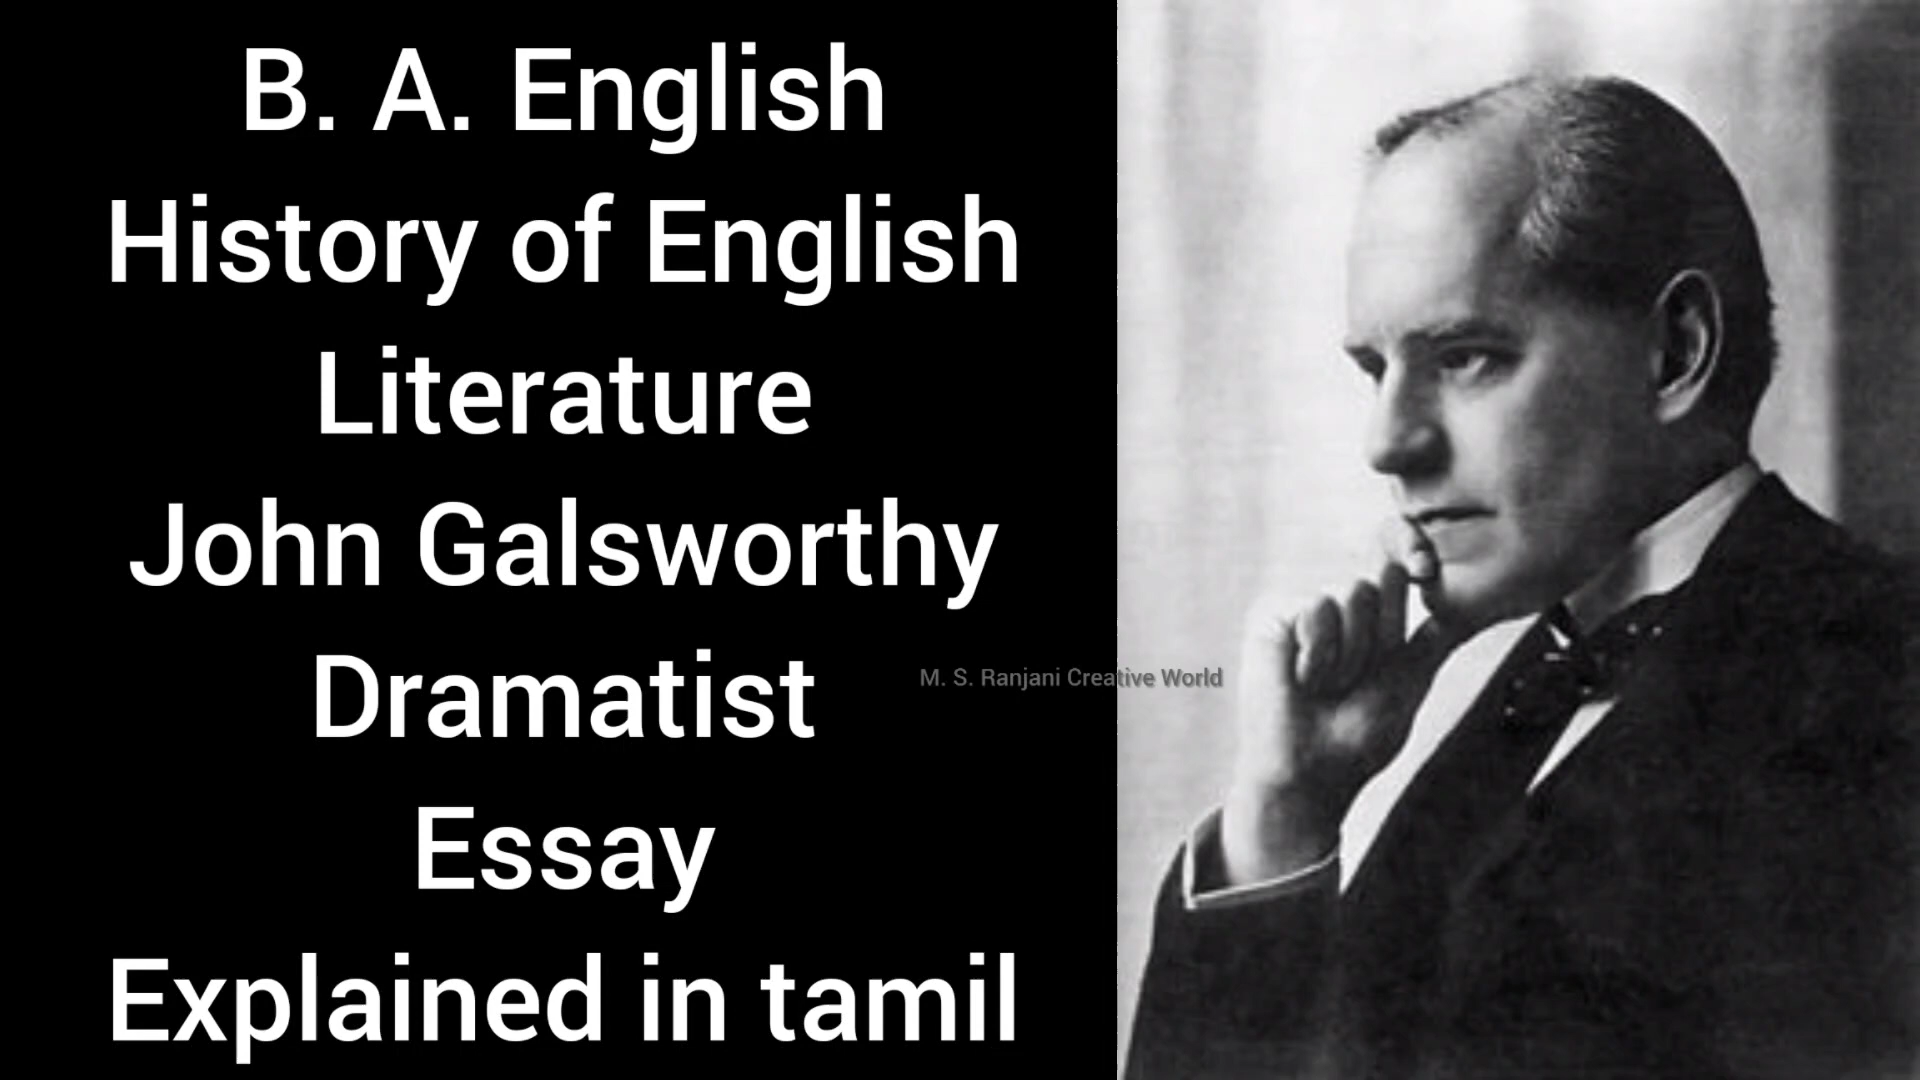 B. A. English
History of English
Literature
John Galsworthy
Dramatist
M. S. Ranjani Creative World
Essay
Explained in tamil